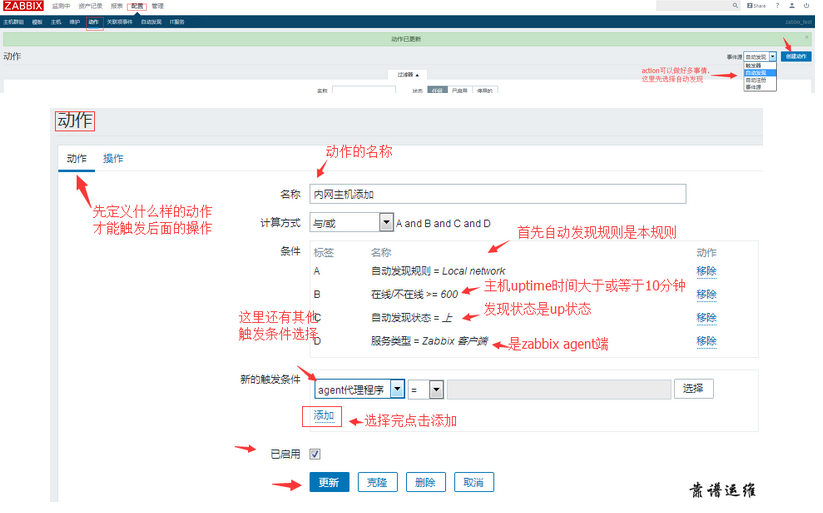 ZABBIX 监测中 资产记录 报表 配置 管理 Share ?
主机群组 模板 主机 维护 动作 关联项事件 自动发现 IT服务 zabbix_test
动作已更新
动作 事件源 自动发现 创建动作
触发器
自动发现
自动注册
事件源
action可以做好多事情,
这里先选择自动发现
过滤器 ▲
名称 状态 任何 已启用 停用的
动作
动作 操作
动作的名称
名称 内网主机添加
先定义什么样的动作
才能触发后面的操作
计算方式 与/或 A and B and C and D
首先自动发现规则是本规则
条件 标签 名称 动作
A 自动发现规则 = Local network 移除
主机uptime时间大于或等于10分钟
B 在线/不在线 >= 600 移除
发现状态是up状态
C 自动发现状态 = 上 移除
这里还有其他
触发条件选择
D 服务类型 = Zabbix 客户端 移除
是zabbix agent端
新的触发条件 agent代理程序 = 选择
添加
选择完点击添加
已启用
更新 克隆 删除 取消
靠谱运维